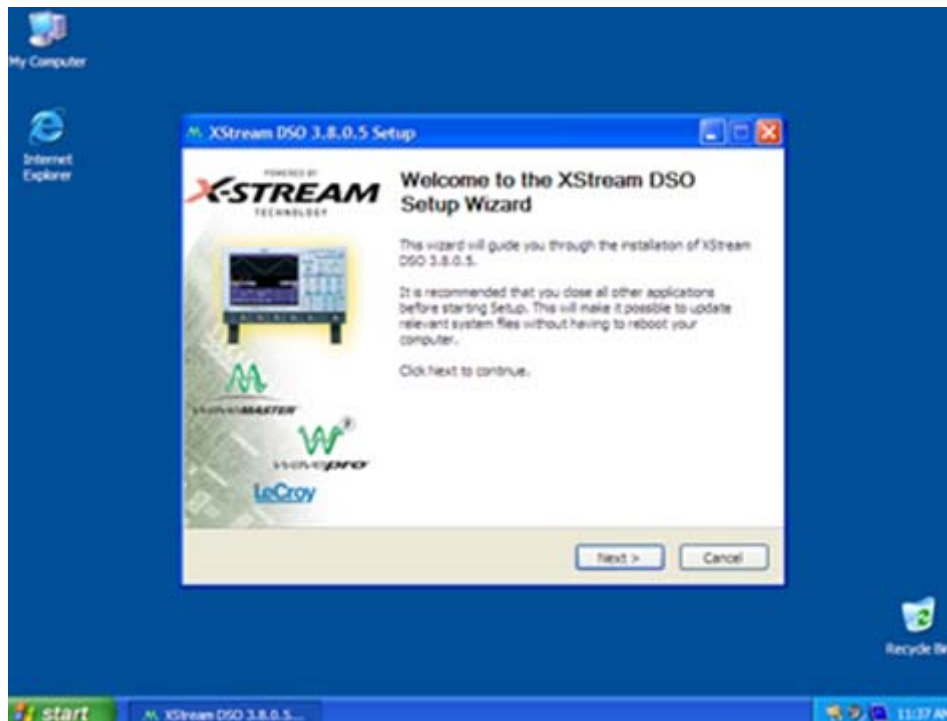 My Computer
Internet
Explorer
XStream DSO 3.8.0.5 Setup
POWERED BY
X-STREAM
TECHNOLOGY
WAVEMASTER
wavepro
LeCroy
Welcome to the XStream DSO
Setup Wizard
This wizard will guide you through the installation of XStream
DSO 3.8.0.5.
It is recommended that you close all other applications
before starting Setup. This will make it possible to update
relevant system files without having to reboot your
computer.
Click Next to continue.
Next >
Cancel
Recycle Bin
start
XStream DSO 3.8.0.5...
11:37 AM